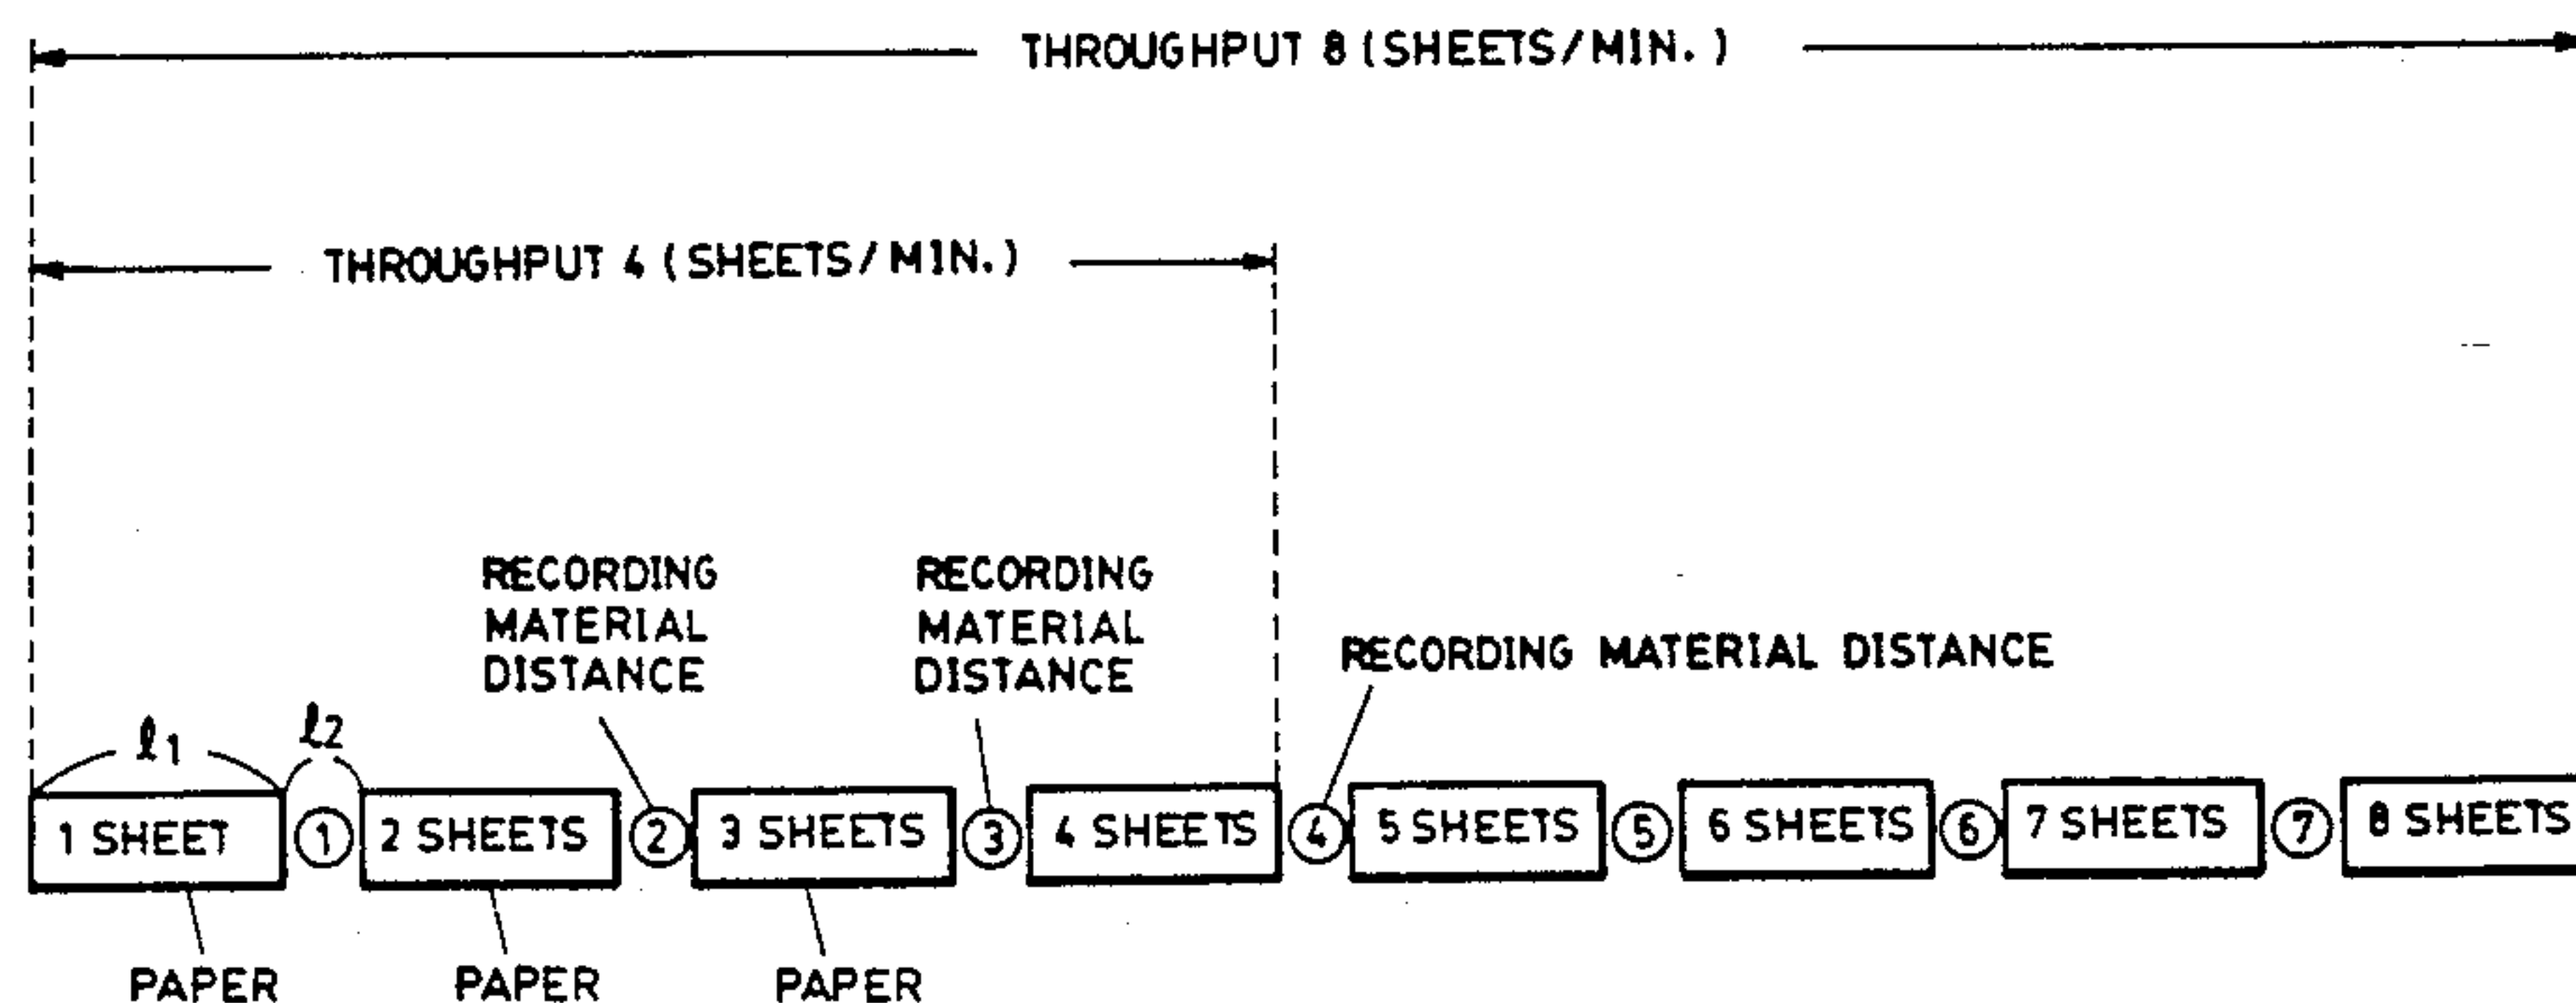 THROUGHPUT 8 (SHEETS/MIN.)
THROUGHPUT 4 (SHEETS/MIN.)
RECORDING
MATERIAL
DISTANCE
RECORDING
MATERIAL
DISTANCE
RECORDING MATERIAL DISTANCE
ℓ1
ℓ2
1 SHEET ① 2 SHEETS ② 3 SHEETS ③ 4 SHEETS ④ 5 SHEETS ⑤ 6 SHEETS ⑥ 7 SHEETS ⑦ 8 SHEETS
PAPER PAPER PAPER